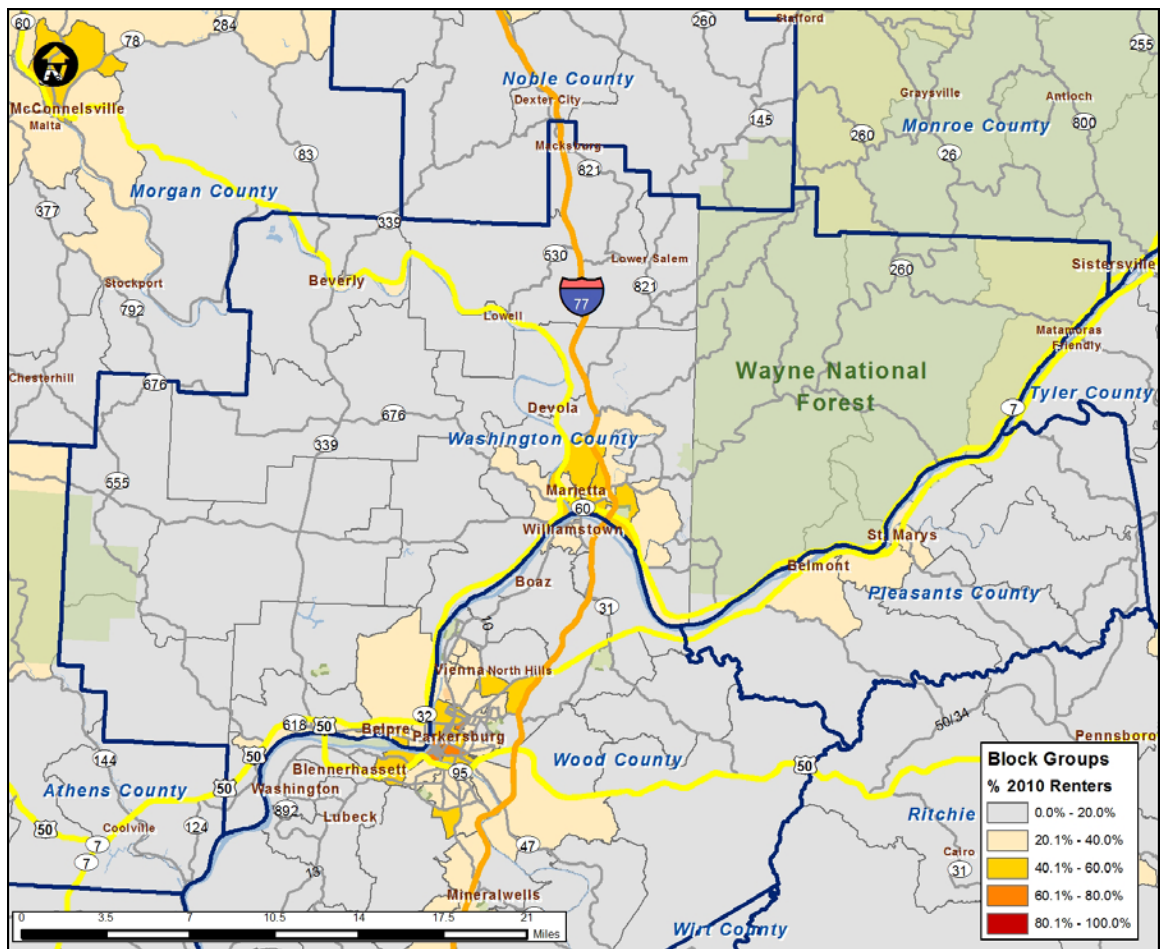 60
284
78
260
Stafford
255
Noble County
Dexter City
Graysville
Antioch
McConnelsville
Malta
145
260
Monroe County
800
83
Macksburg
26
821
Morgan County
377
339
530
Lower Salem
260
Sistersville
Beverly
Stockport
821
792
77
Lowell
Matamoras
Friendly
Chesterhill
676
Wayne National
Forest
Tyler County
Devola
7
676
Washington County
339
555
Marietta
60
Williamstown
St. Marys
Belmont
Boaz
Pleasants County
31
10
Vienna
North Hills
618
50
32
Belpre
Parkersburg
50/34
Pennsboro
144
50
Blennerhassett
95
Wood County
50
Athens County
50
Washington
892
Lubeck
Ritchie
50
Coolville
124
7
7
47
Cairo
31
13
Mineralwells
Wirt County
Block Groups
% 2010 Renters
0.0% - 20.0%
20.1% - 40.0%
40.1% - 60.0%
60.1% - 80.0%
80.1% - 100.0%
0
3.5
7
10.5
14
17.5
21
Miles
N